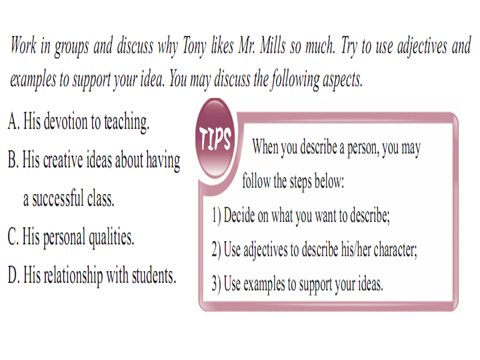 Work in groups and discuss why Tony likes Mr. Mills so much. Try to use adjectives and
examples to support your idea. You may discuss the following aspects.
A. His devotion to teaching.
B. His creative ideas about having
a successful class.
C. His personal qualities.
D. His relationship with students.
TIPS
When you describe a person, you may
follow the steps below:
1) Decide on what you want to describe;
2) Use adjectives to describe his/her character;
3) Use examples to support your ideas.